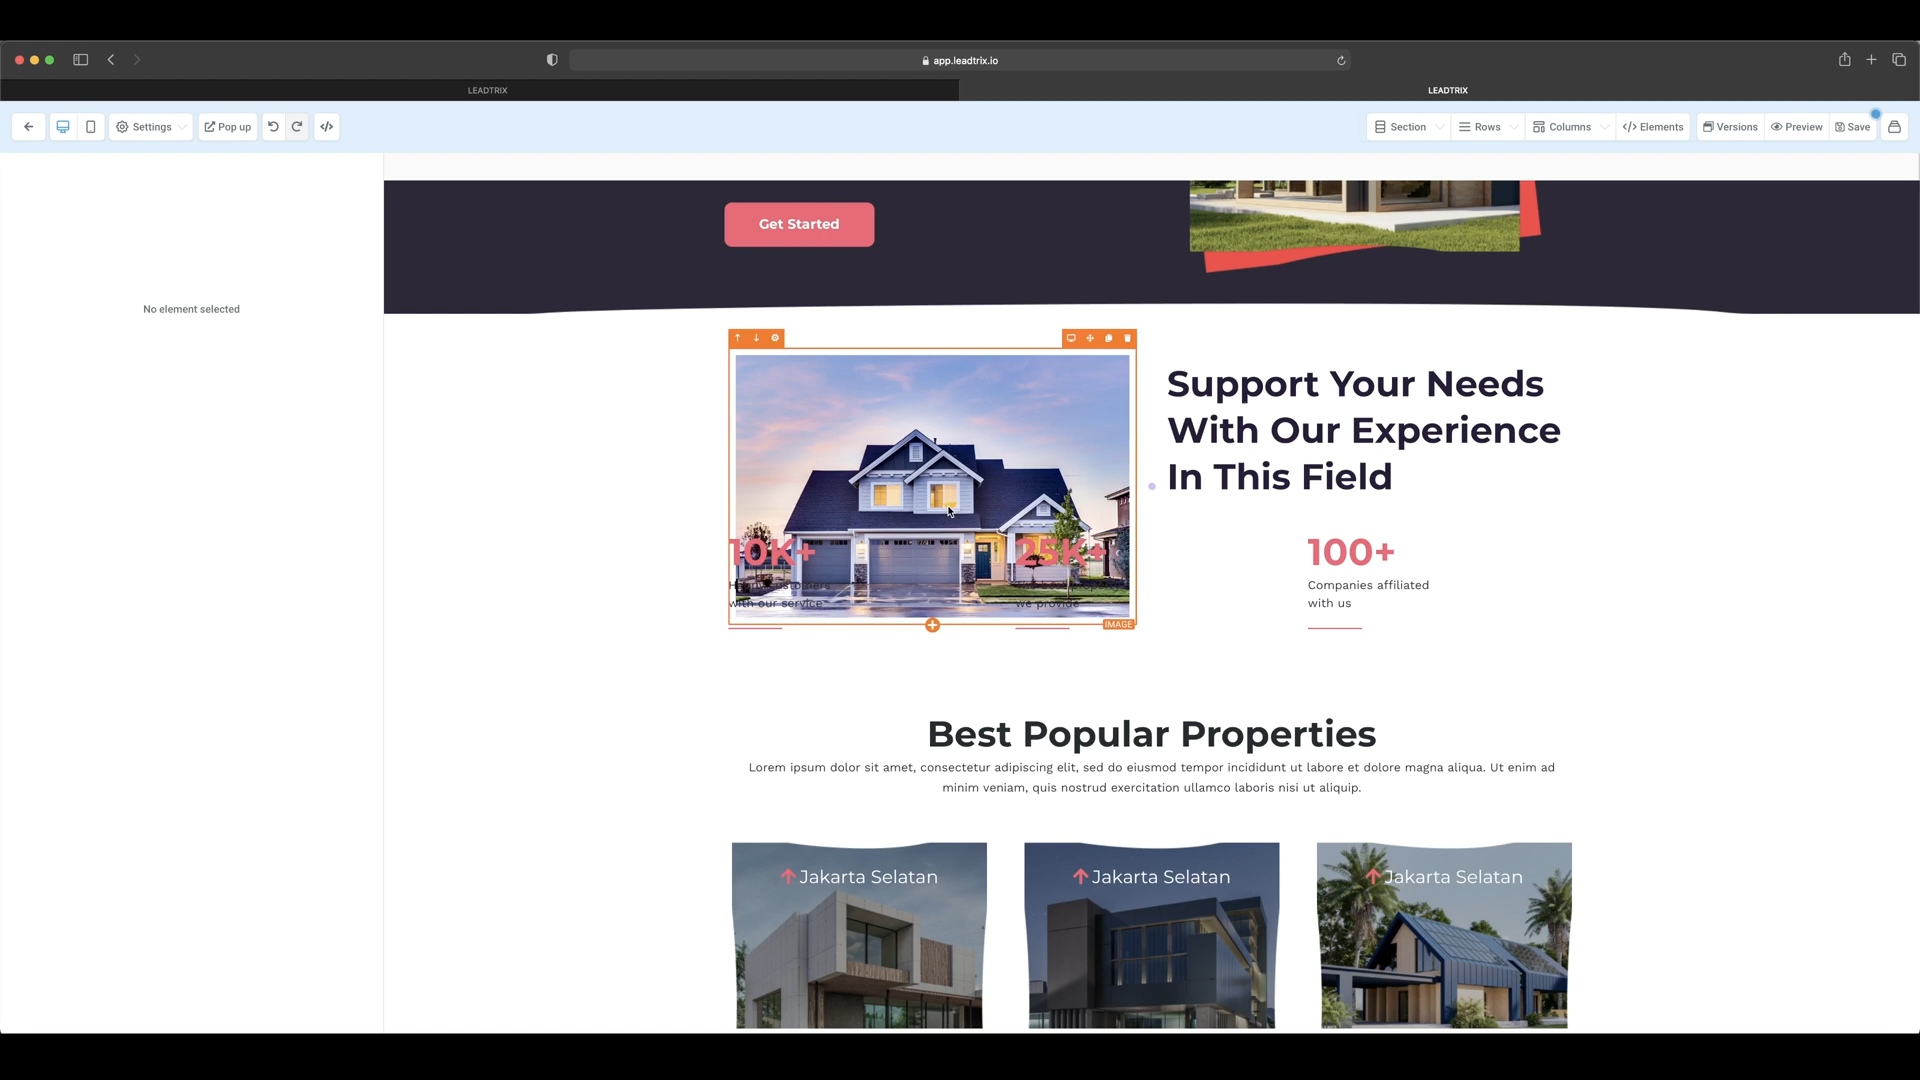 app.leadtrix.io
LEADTRIX
LEADTRIX
Settings
Pop up
Section
Rows
Columns
Elements
Versions
Preview
Save
No element selected
Get Started
Support Your Needs
With Our Experience
In This Field
10K+
with our service
25K+
we provide
100+
Companies affiliated
with us
IMAGE
Best Popular Properties
Lorem ipsum dolor sit amet, consectetur adipiscing elit, sed do eiusmod tempor incididunt ut labore et dolore magna aliqua. Ut enim ad
minim veniam, quis nostrud exercitation ullamco laboris nisi ut aliquip.
Jakarta Selatan
Jakarta Selatan
Jakarta Selatan